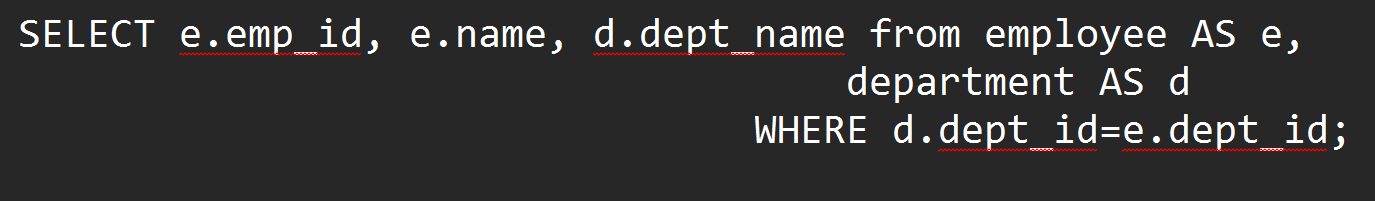 SELECT e.emp_id, e.name, d.dept_name from employee AS e,
department AS d
WHERE d.dept_id=e.dept_id;